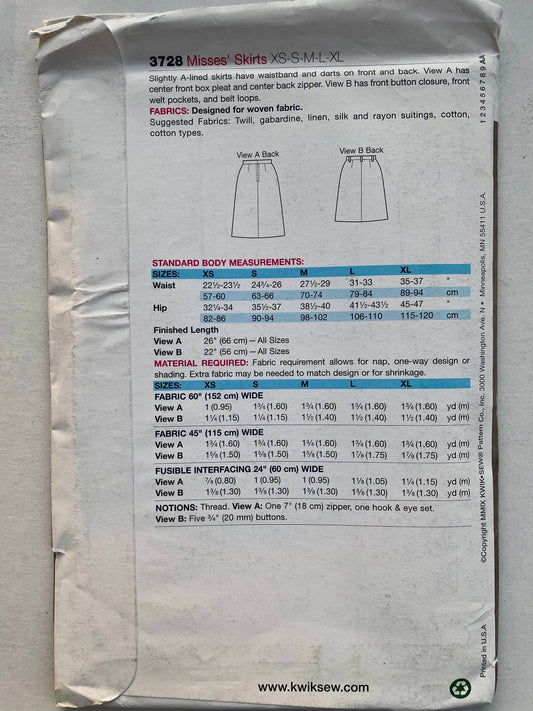 3728 Misses' Skirts XS-S-M-L-XL
Slightly A-lined skirts have waistband and darts on front and back. View A has
center front box pleat and center back zipper. View B has front button closure, front
welt pockets, and belt loops.
FABRICS: Designed for woven fabric.
Suggested Fabrics: Twill, gabardine, linen, silk and rayon suitings, cotton,
cotton types.
View A Back
View B Back
STANDARD BODY MEASUREMENTS:
SIZES: XS S M L XL
Waist 22½-23½ 24¾-26 27½-29 31-33 35-37 "
57-60 63-66 70-74 79-84 89-94 cm
Hip 32¼-34 35½-37 38½-40 41½-43½ 45-47 "
82-86 90-94 98-102 106-110 115-120 cm
Finished Length
View A 26" (66 cm) — All Sizes
View B 22" (56 cm) — All Sizes
MATERIAL REQUIRED: Fabric requirement allows for nap, one-way design or
shading. Extra fabric may be needed to match design or for shrinkage.
SIZES: XS S M L XL
FABRIC 60" (152 cm) WIDE
View A 1 (0.95) 1¾ (1.60) 1¾ (1.60) 1¾ (1.60) 1¾ (1.60) yd (m)
View B 1¼ (1.15) 1¼ (1.15) 1½ (1.40) 1½ (1.40) 1½ (1.40) yd (m)
FABRIC 45" (115 cm) WIDE
View A 1¾ (1.60) 1¾ (1.60) 1¾ (1.60) 1¾ (1.60) 1¾ (1.60) yd (m)
View B 1⅝ (1.50) 1⅝ (1.50) 1⅝ (1.50) 1⅞ (1.75) 1⅞ (1.75) yd (m)
FUSIBLE INTERFACING 24" (60 cm) WIDE
View A ⅞ (0.80) 1 (0.95) 1 (0.95) 1⅛ (1.05) 1¼ (1.15) yd (m)
View B 1⅜ (1.30) 1⅜ (1.30) 1⅜ (1.30) 1⅜ (1.30) 1⅜ (1.30) yd (m)
NOTIONS: Thread. View A: One 7" (18 cm) zipper, one hook & eye set.
View B: Five ¾" (20 mm) buttons.
www.kwiksew.com
©Copyright MMIX KWIK•SEW® Pattern Co., Inc. 3000 Washington Ave. N • Minneapolis, MN 55411 U.S.A. 1 2 3 4 5 6 7 8 9 AA
Printed in U.S.A